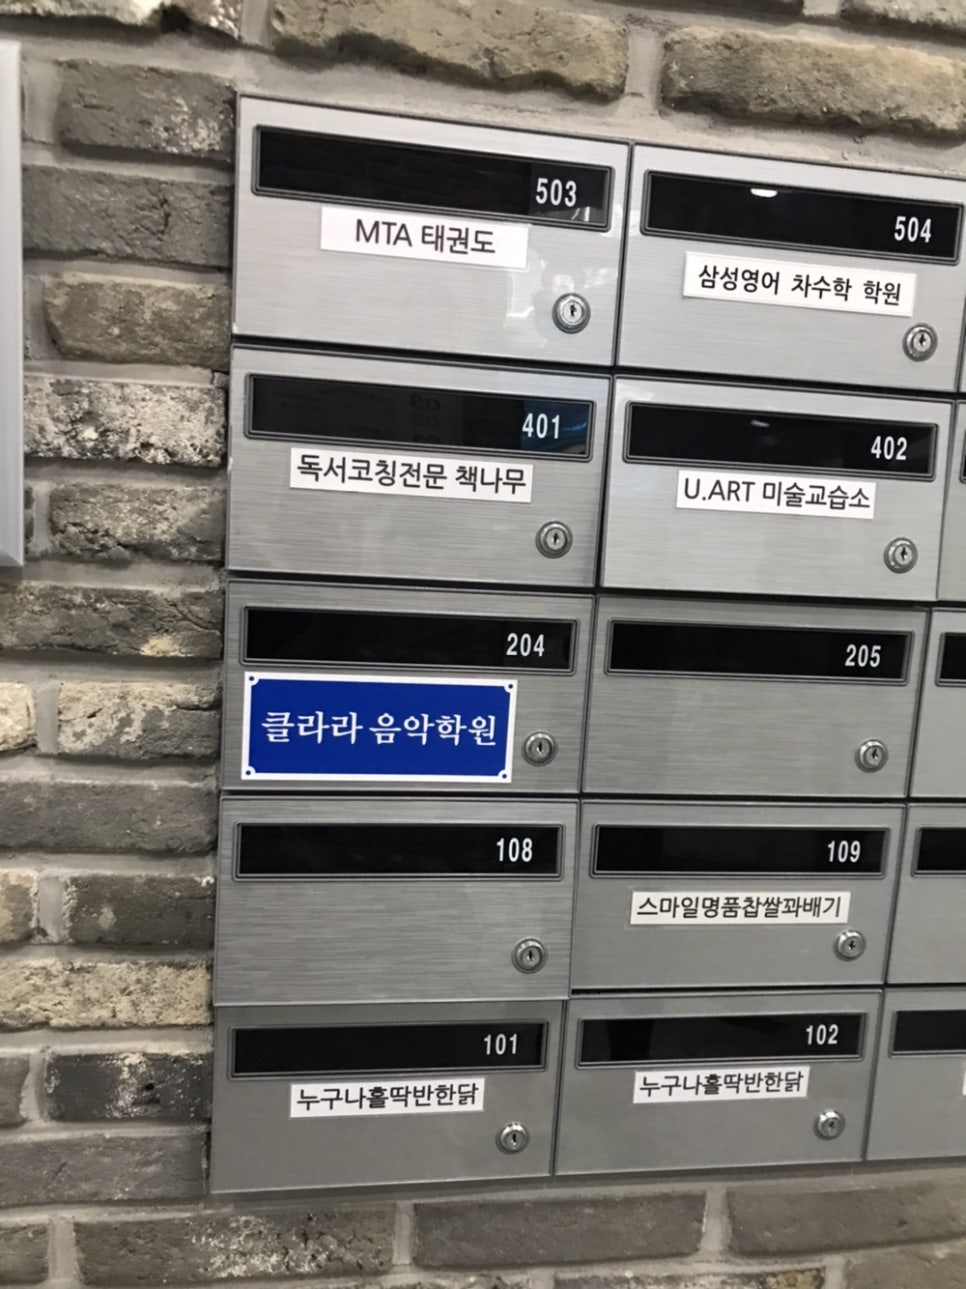 503
MTA 태권도
504
삼성영어 차수학 학원
401
독서코칭전문 책나무
402
U.ART 미술교습소
204
클라라 음악학원
205
108
109
스마일명품찹쌀꽈배기
101
누구나홀딱반한닭
102
누구나홀딱반한닭